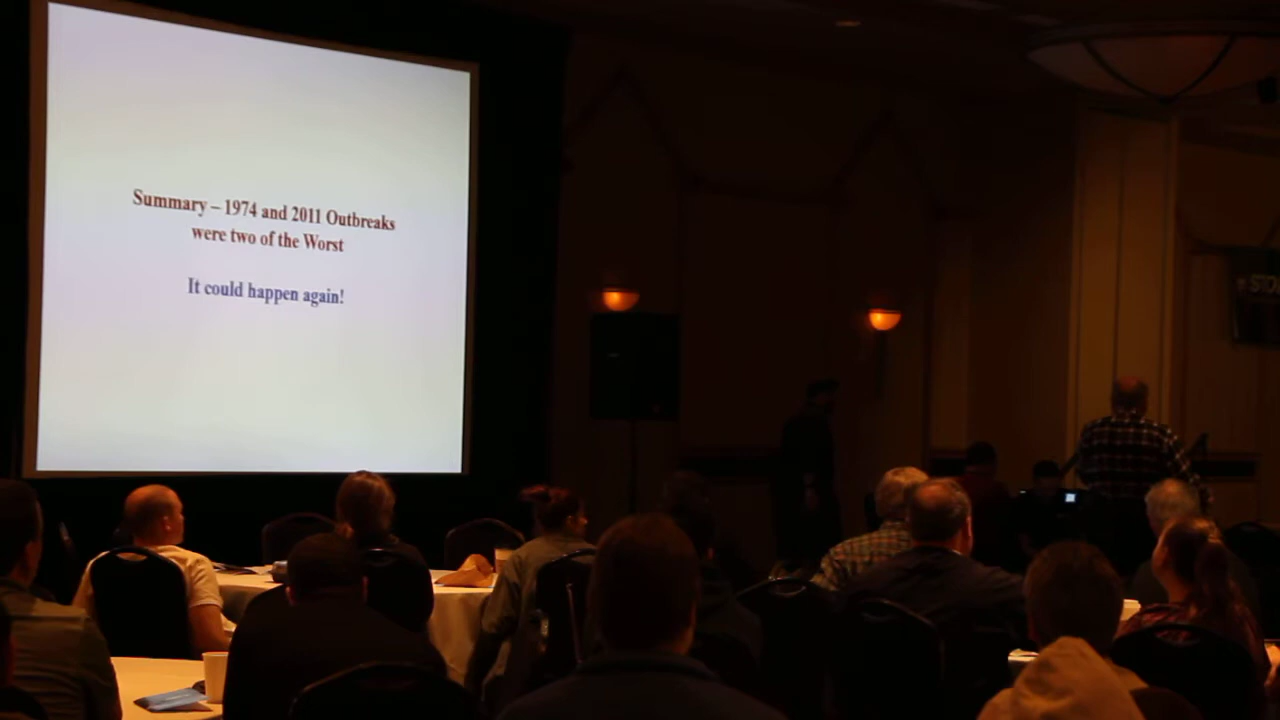 Summary – 1974 and 2011 Outbreaks
were two of the Worst
It could happen again!